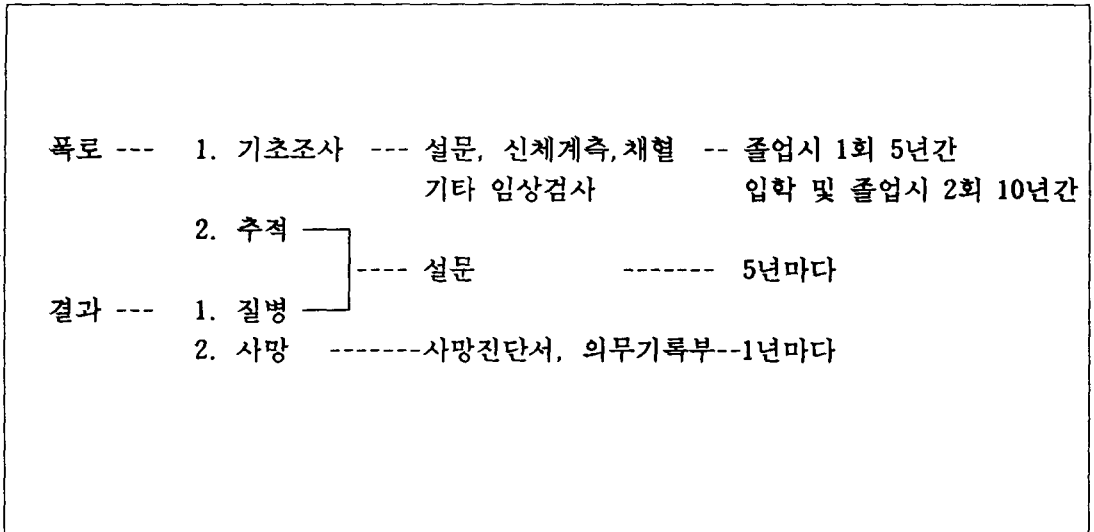 폭로 --- 1. 기초조사 --- 설문, 신체계측,채혈 -- 졸업시 1회 5년간
기타 임상검사 입학 및 졸업시 2회 10년간
2. 추적
---- 설문 ------- 5년마다
결과 --- 1. 질병
2. 사망 -------사망진단서, 의무기록부--1년마다